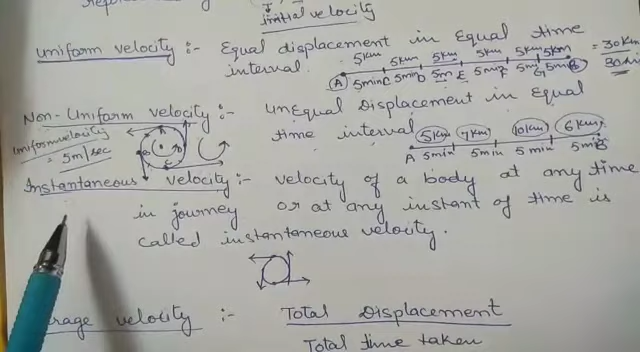 initial velocity
uniform velocity :- Equal displacement in Equal time
interval.
5km 5km 5km 5km 5km 5km
A 5min C 5min D 5m E 5min F 5mi G 5min B
= 30Km
Non-Uniform velocity :- unEqual Displacement in Equal
time interval.
5km 7km 10km 6km
A 5min 5min 5min 5min B
Uniform velocity
= 5m/sec
Instantaneous velocity :- velocity of a body at any time
in journey or at any instant of time is
called instantaneous velocity.
rage velocity :- Total Displacement
Total time taken